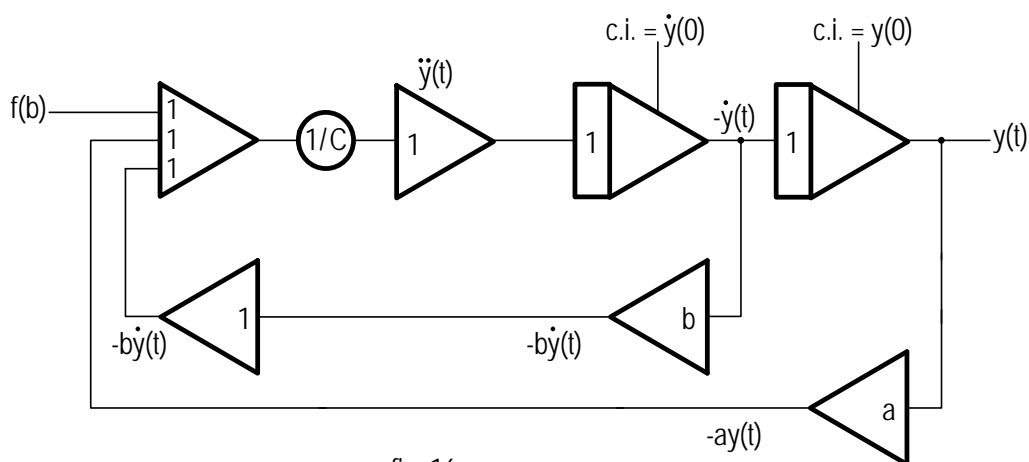 c.i. = ẏ(0)
c.i. = y(0)
f(b)
1
1
1
1/C
ÿ(t)
1
1
-ẏ(t)
1
y(t)
1
-bẏ(t)
b
-bẏ(t)
a
-ay(t)